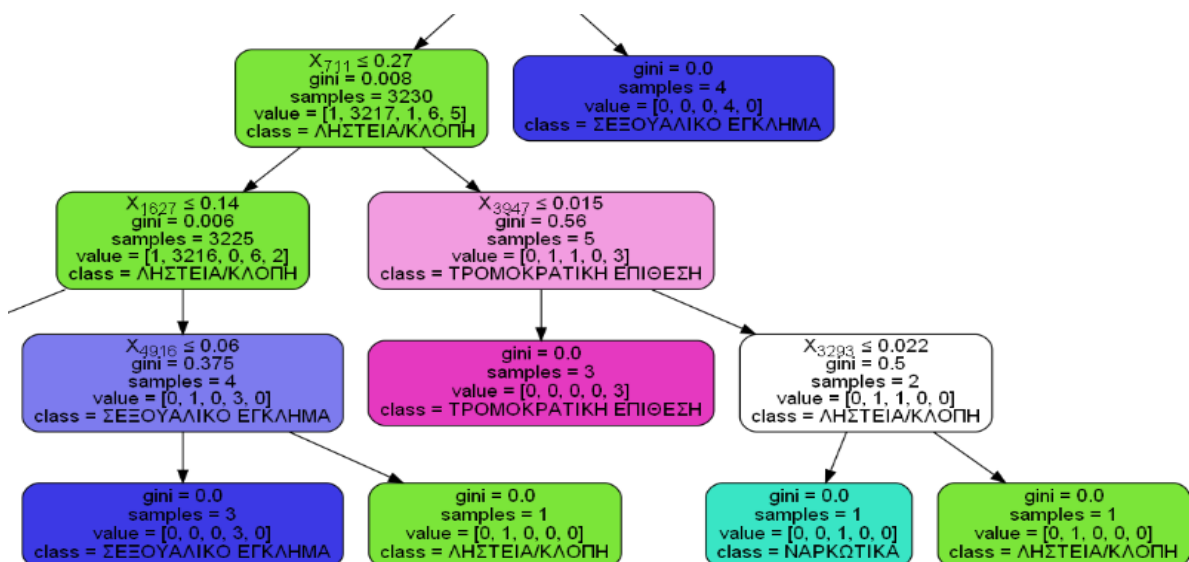 X711 ≤ 0.27
gini = 0.008
samples = 3230
value = [1, 3217, 1, 6, 5]
class = ΛΗΣΤΕΙΑ/ΚΛΟΠΗ
gini = 0.0
samples = 4
value = [0, 0, 0, 4, 0]
class = ΣΕΞΟΥΑΛΙΚΟ ΕΓΚΛΗΜΑ
X1627 ≤ 0.14
gini = 0.006
samples = 3225
value = [1, 3216, 0, 6, 2]
class = ΛΗΣΤΕΙΑ/ΚΛΟΠΗ
X3947 ≤ 0.015
gini = 0.56
samples = 5
value = [0, 1, 1, 0, 3]
class = ΤΡΟΜΟΚΡΑΤΙΚΗ ΕΠΙΘΕΣΗ
X4916 ≤ 0.06
gini = 0.375
samples = 4
value = [0, 1, 0, 3, 0]
class = ΣΕΞΟΥΑΛΙΚΟ ΕΓΚΛΗΜΑ
gini = 0.0
samples = 3
value = [0, 0, 0, 0, 3]
class = ΤΡΟΜΟΚΡΑΤΙΚΗ ΕΠΙΘΕΣΗ
X3293 ≤ 0.022
gini = 0.5
samples = 2
value = [0, 1, 1, 0, 0]
class = ΛΗΣΤΕΙΑ/ΚΛΟΠΗ
gini = 0.0
samples = 3
value = [0, 0, 0, 3, 0]
class = ΣΕΞΟΥΑΛΙΚΟ ΕΓΚΛΗΜΑ
gini = 0.0
samples = 1
value = [0, 1, 0, 0, 0]
class = ΛΗΣΤΕΙΑ/ΚΛΟΠΗ
gini = 0.0
samples = 1
value = [0, 0, 1, 0, 0]
class = ΝΑΡΚΩΤΙΚΑ
gini = 0.0
samples = 1
value = [0, 1, 0, 0, 0]
class = ΛΗΣΤΕΙΑ/ΚΛΟΠΗ